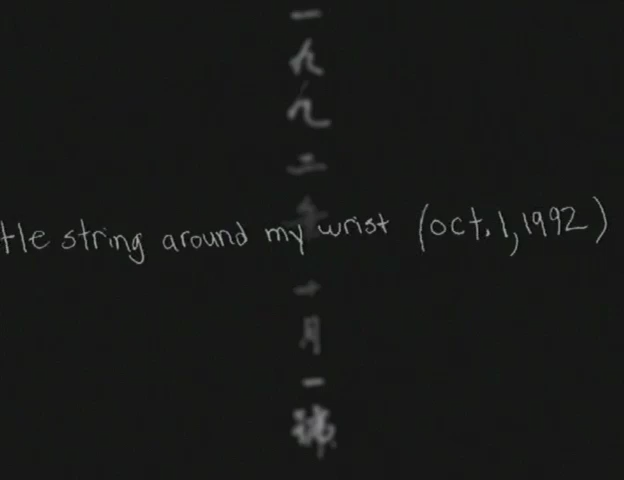 tle string around my wrist (oct. 1, 1992)
一九九二年十月一號